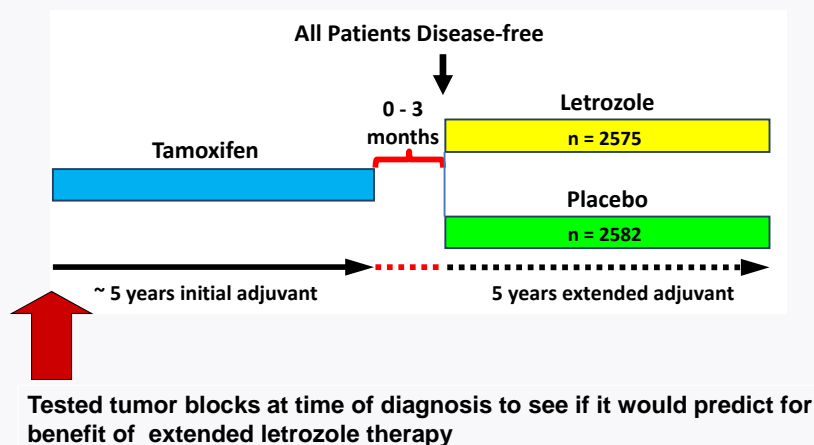 All Patients Disease-free
0 - 3
months
Tamoxifen
Letrozole
n = 2575
Placebo
n = 2582
~ 5 years initial adjuvant
5 years extended adjuvant
Tested tumor blocks at time of diagnosis to see if it would predict for
benefit of extended letrozole therapy